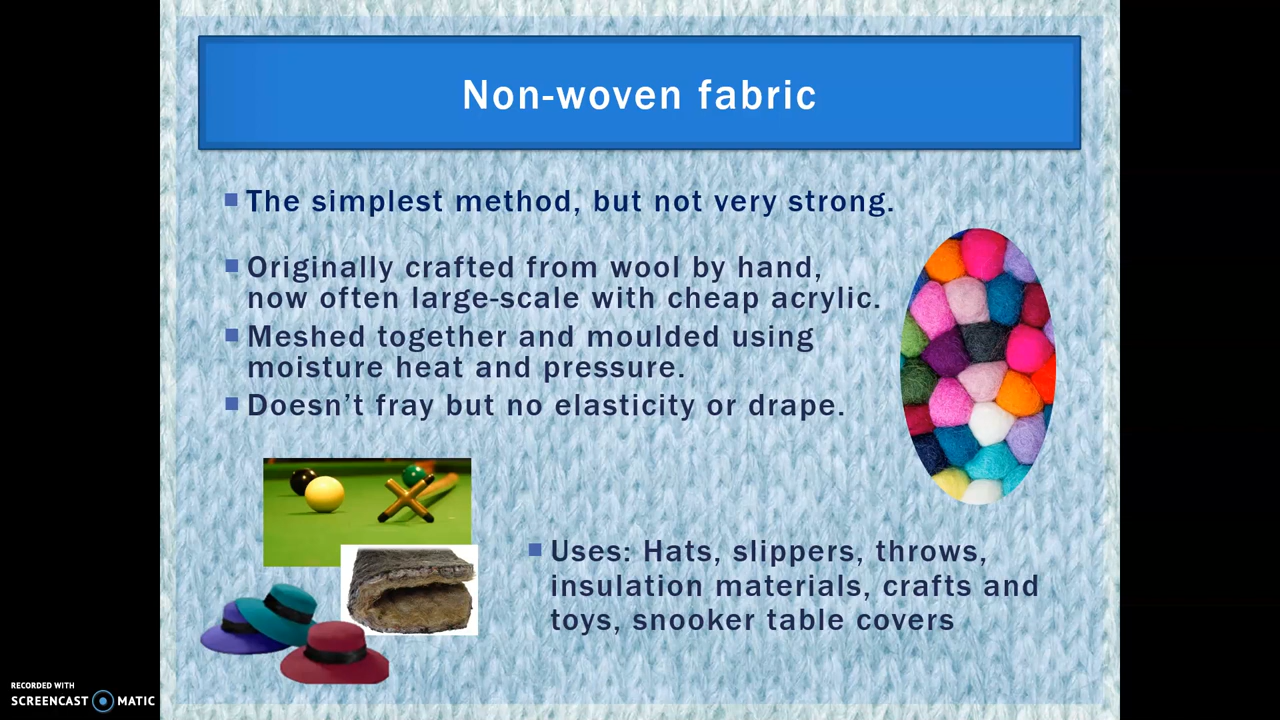 Non-woven fabric
The simplest method, but not very strong.
Originally crafted from wool by hand,
now often large-scale with cheap acrylic.
Meshed together and moulded using
moisture heat and pressure.
Doesn't fray but no elasticity or drape.
Uses: Hats, slippers, throws,
insulation materials, crafts and
toys, snooker table covers
RECORDED WITH
SCREENCAST MATIC